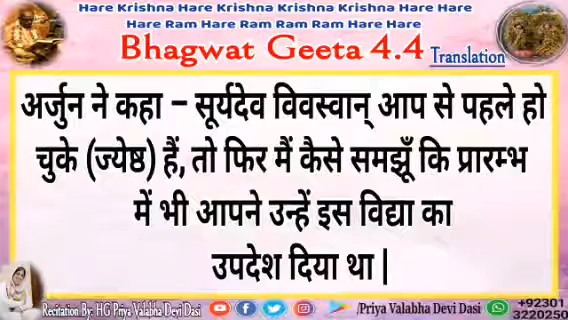 Hare Krishna Hare Krishna Krishna Krishna Hare Hare
Hare Ram Hare Ram Ram Ram Hare Hare
Bhagwat Geeta 4.4 Translation
अर्जुन ने कहा – सूर्यदेव विवस्वान् आप से पहले हो
चुके (ज्येष्ठ) हैं, तो फिर मैं कैसे समझूँ कि प्रारम्भ
में भी आपने उन्हें इस विद्या का
उपदेश दिया था |
Recitation By: HG Priya Valabha Devi Dasi /Priya Valabha Devi Dasi +92301
3220250